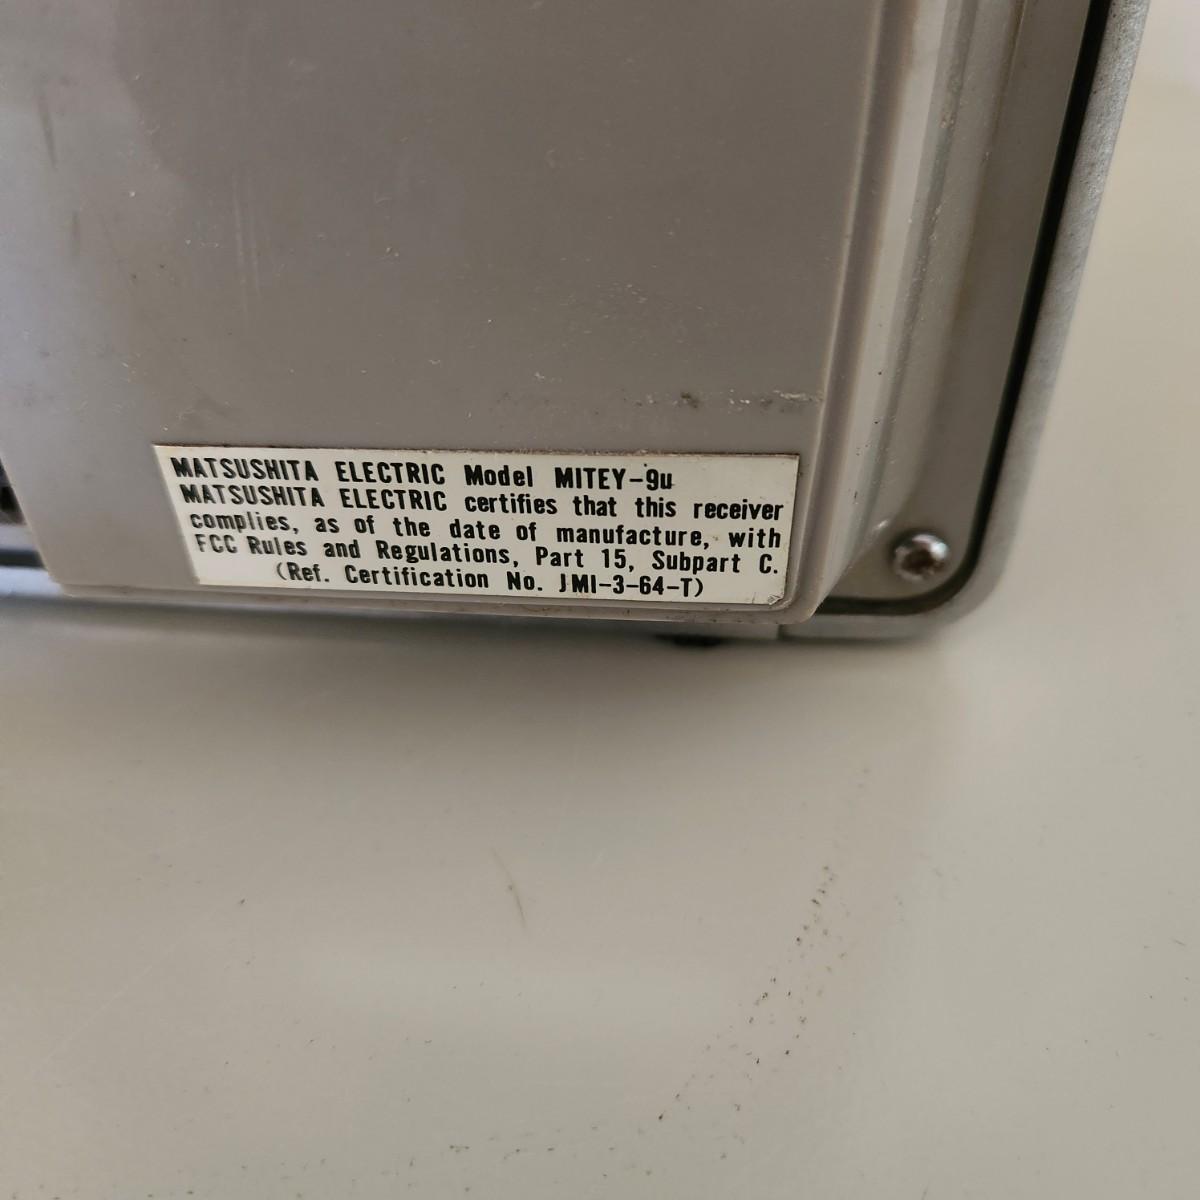 MATSUSHITA ELECTRIC Model MITEY-9u
MATSUSHITA ELECTRIC certifies that this receiver
complies, as of the date of manufacture, with
FCC Rules and Regulations, Part 15, Subpart C.
(Ref. Certification No. JMI-3-64-T)